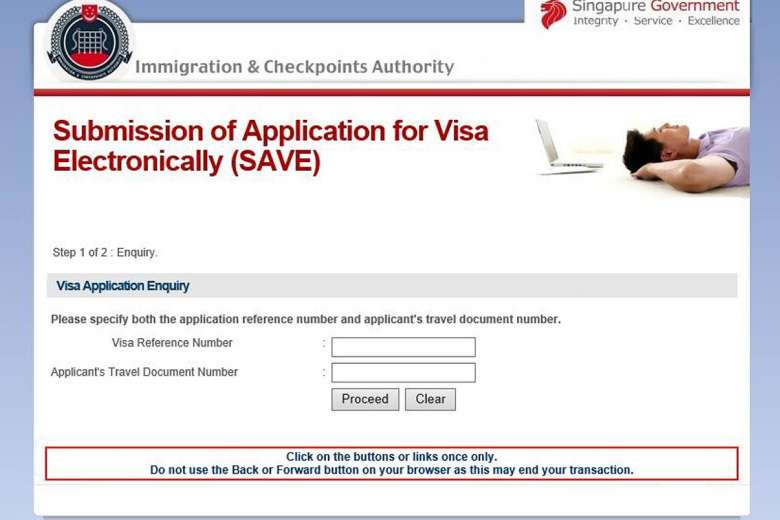 Singapure Government
Integrity · Service · Excellence
Immigration & Checkpoints Authority
Submission of Application for Visa
Electronically (SAVE)
Step 1 of 2 : Enquiry.
Visa Application Enquiry
Please specify both the application reference number and applicant's travel document number.
Visa Reference Number :
Applicant's Travel Document Number :
Proceed Clear
Click on the buttons or links once only.
Do not use the Back or Forward button on your browser as this may end your transaction.